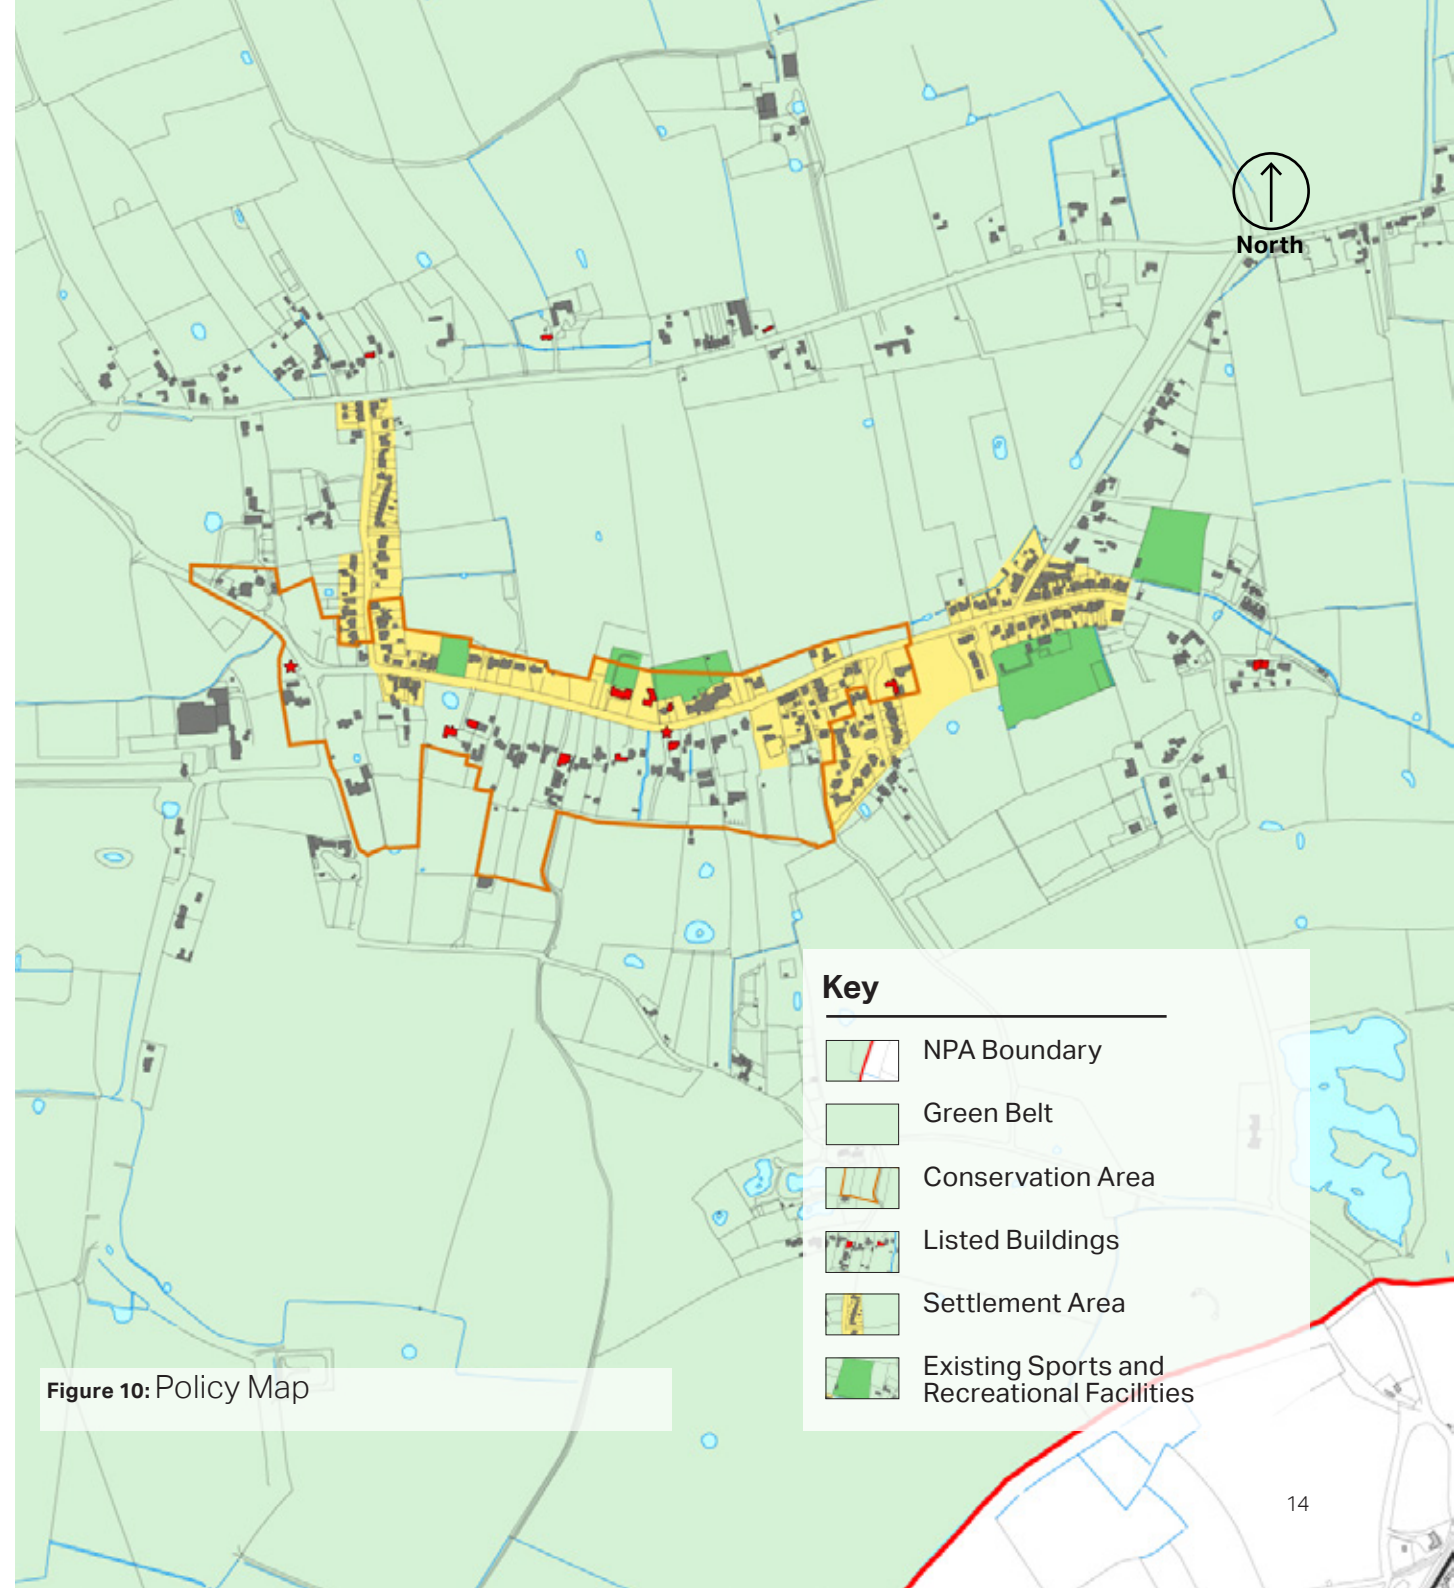 North
Key
NPA Boundary
Green Belt
Conservation Area
Listed Buildings
Settlement Area
Existing Sports and
Recreational Facilities
Figure 10: Policy Map
14